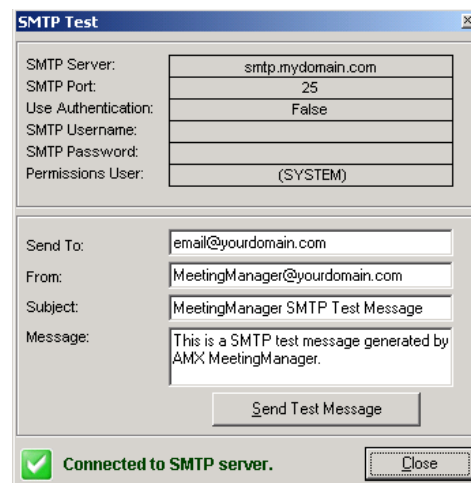 SMTP Test
SMTP Server: smtp.mydomain.com
SMTP Port: 25
Use Authentication: False
SMTP Username:
SMTP Password:
Permissions User: (SYSTEM)
Send To: email@yourdomain.com
From: MeetingManager@yourdomain.com
Subject: MeetingManager SMTP Test Message
Message: This is a SMTP test message generated by
AMX MeetingManager.
Send Test Message
Connected to SMTP server. Close